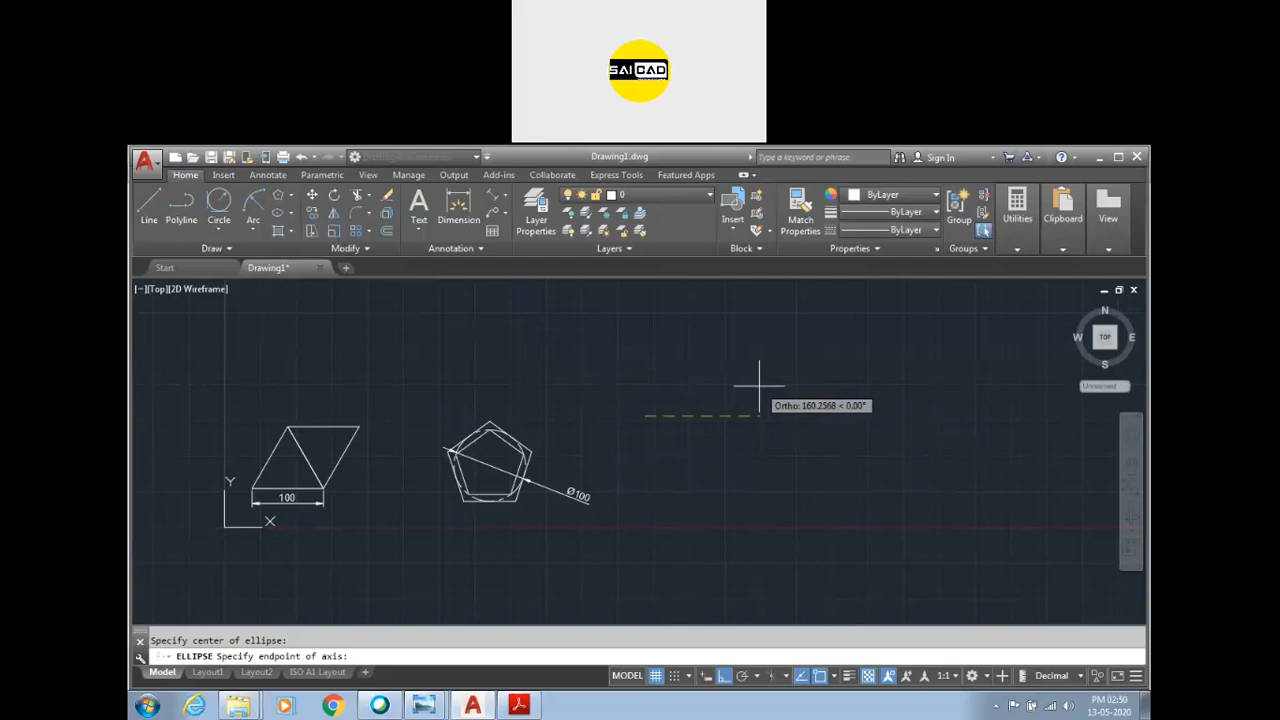 SAI CAD
Drawing1.dwg
Type a keyword or phrase
Sign In
Home Insert Annotate Parametric View Manage Output Add-ins Collaborate Express Tools Featured Apps
0
ByLayer
ByLayer
ByLayer
Line Polyline Circle Arc
Text Dimension
Layer
Properties
Insert
Match
Properties
Group
Utilities
Clipboard
View
Draw Modify Annotation Layers Block Properties Groups
Start Drawing1*
[−][Top][2D Wireframe]
N
W TOP E
S
Unnamed
Ortho: 160.2568 < 0.00°
Y
100
X
Ø100
Specify center of ellipse:
ELLIPSE Specify endpoint of axis:
Model Layout1 Layout2 ISO A1 Layout
MODEL 1:1 Decimal
PM 02:50
13-05-2020